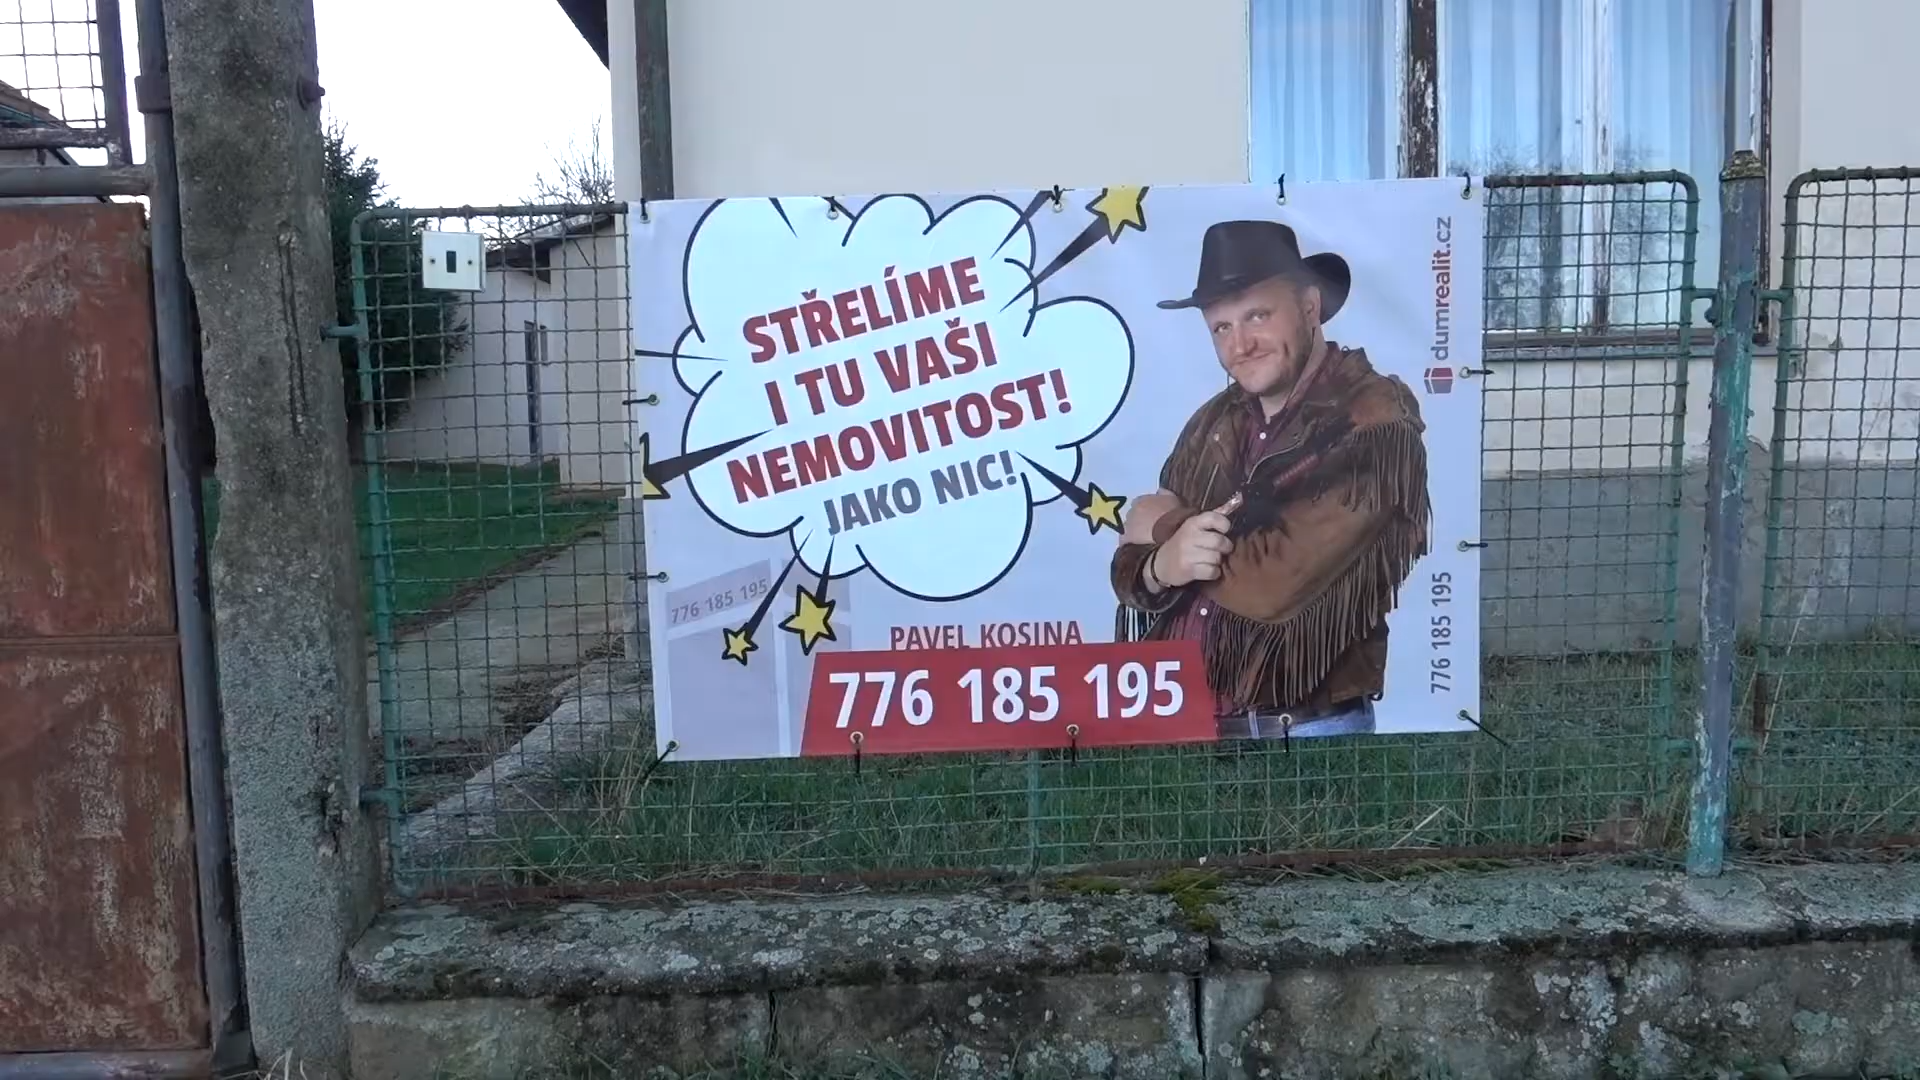 STŘELÍME
I TU VAŠI
NEMOVITOST!
JAKO NIC!
dumrealit.cz
776 185 195
PAVEL KOSINA
776 185 195
776 185 195